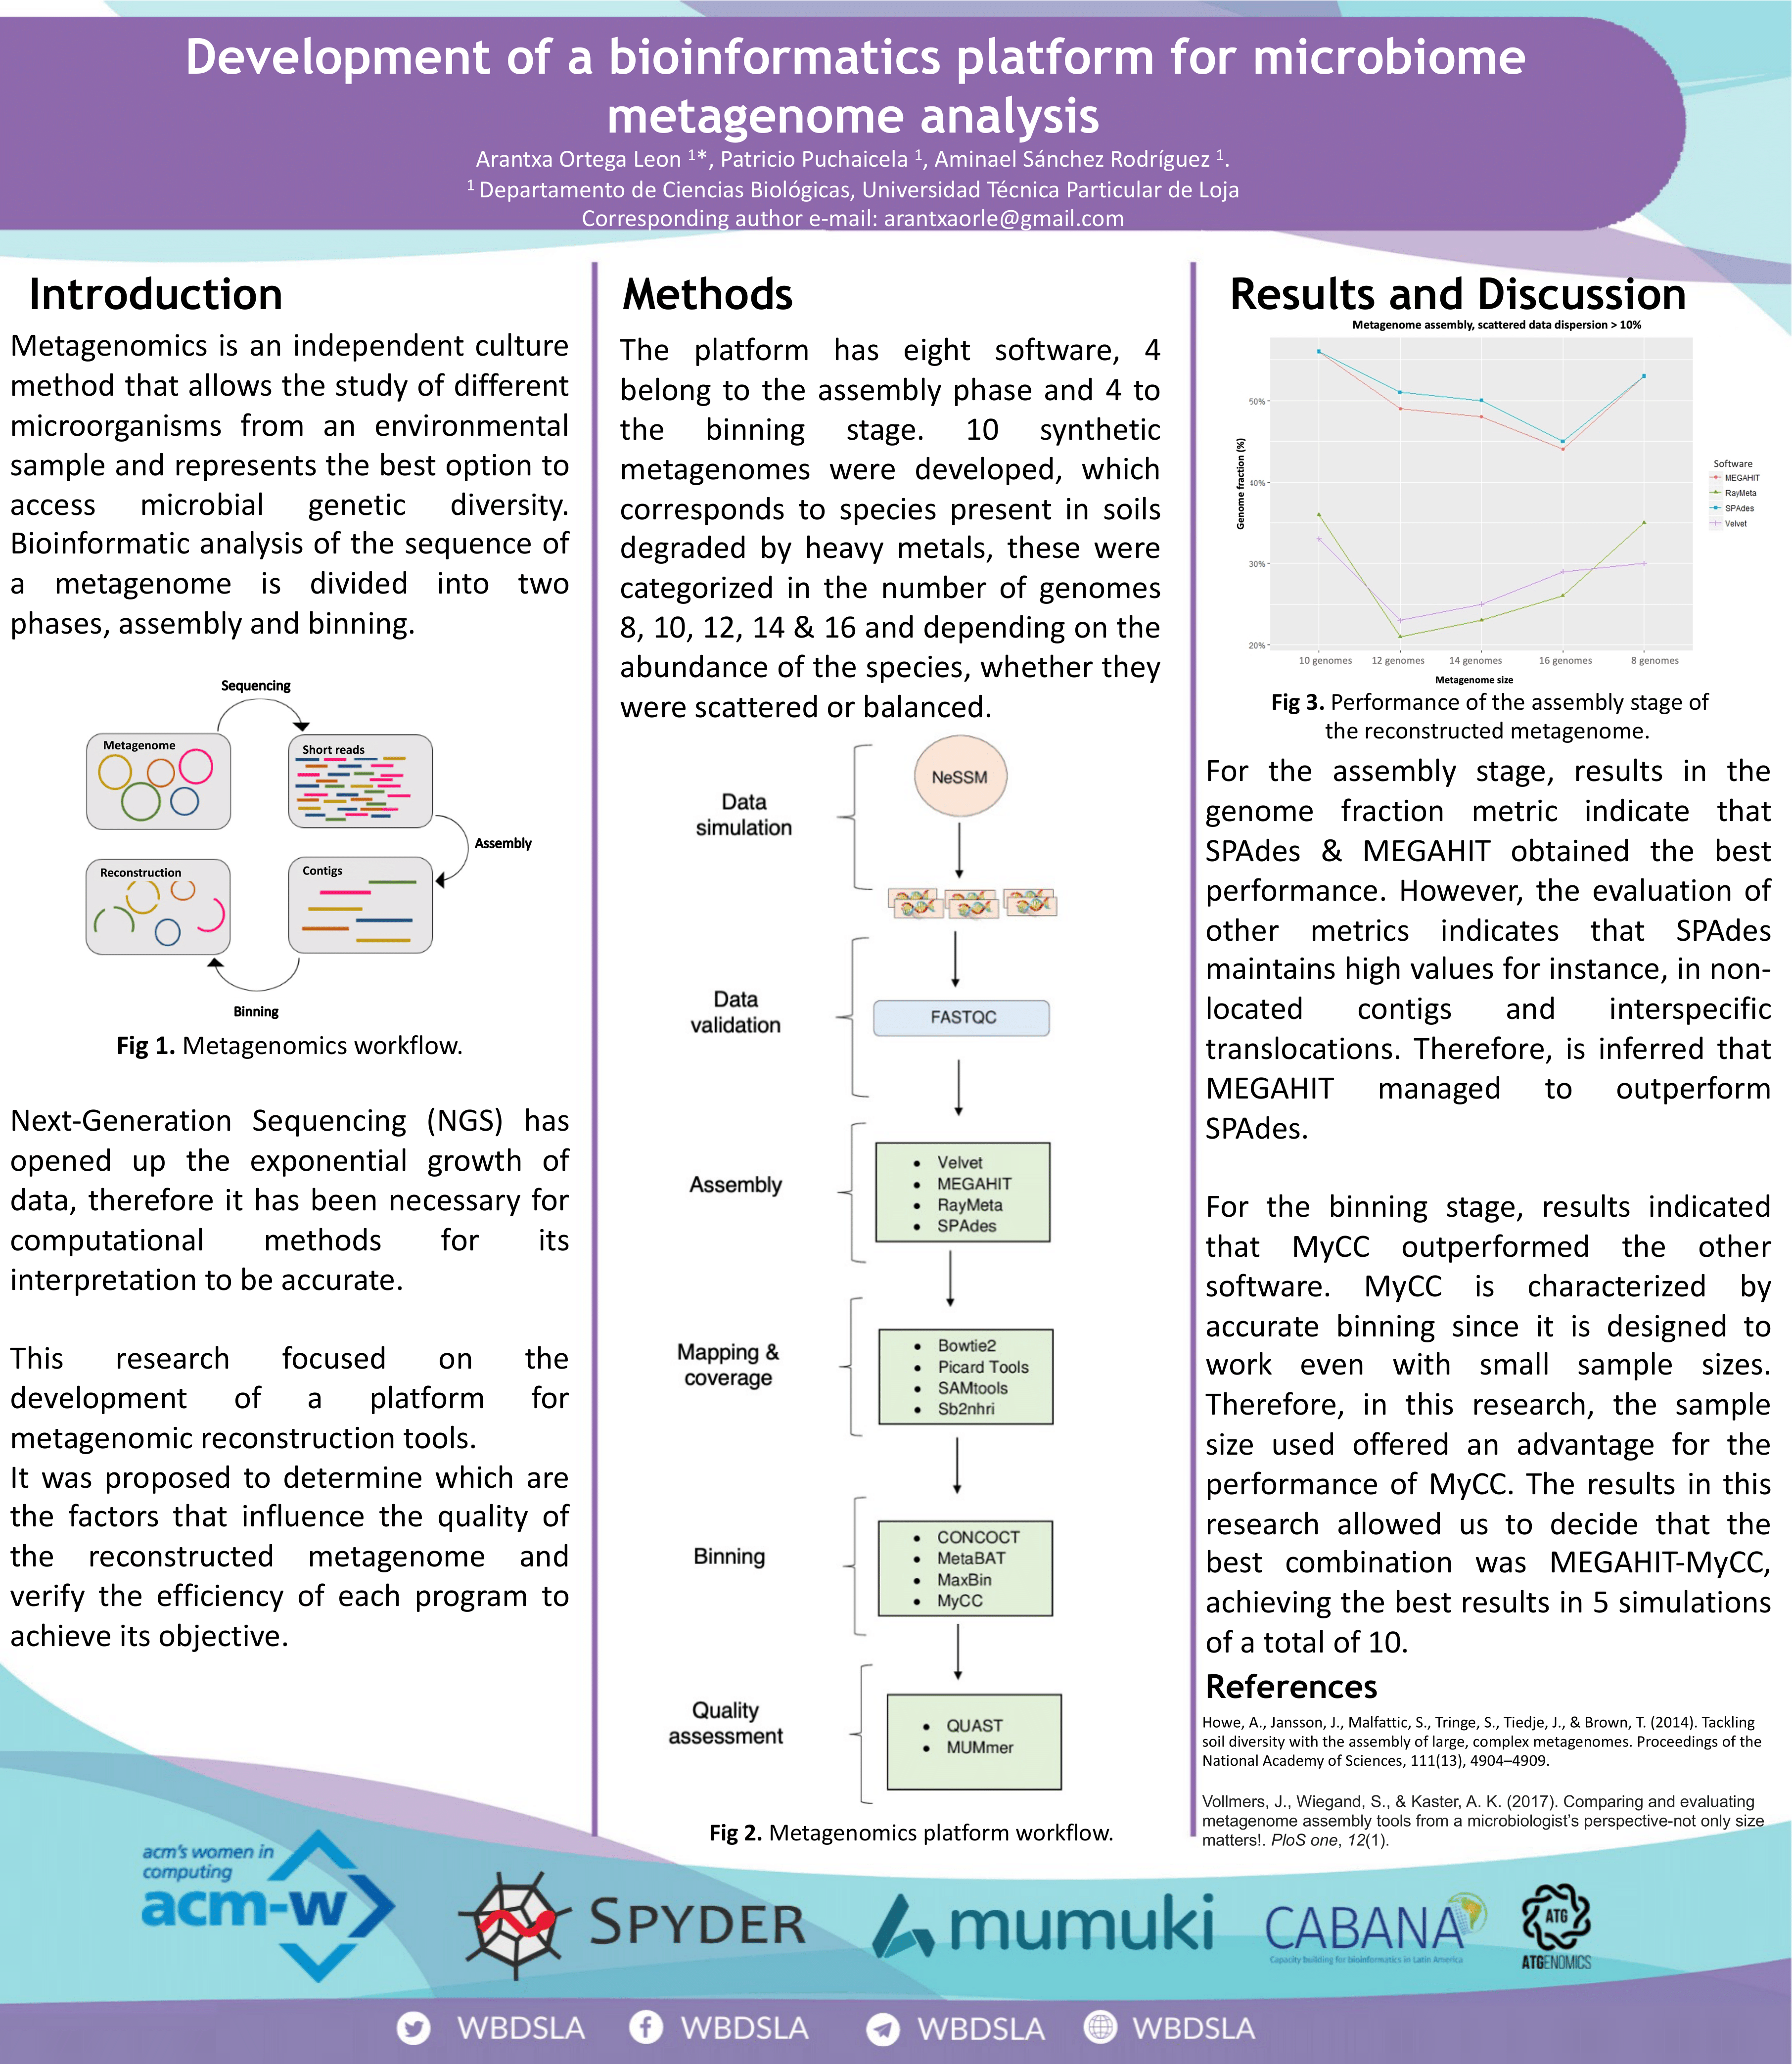 Development of a bioinformatics platform for microbiome
metagenome analysis
Arantxa Ortega Leon 1*, Patricio Puchaicela 1, Aminael Sánchez Rodríguez 1.
1 Departamento de Ciencias Biológicas, Universidad Técnica Particular de Loja
Corresponding author e-mail: arantxaorle@gmail.com
Introduction
Metagenomics is an independent culture
method that allows the study of different
microorganisms from an environmental
sample and represents the best option to
access microbial genetic diversity.
Bioinformatic analysis of the sequence of
a metagenome is divided into two
phases, assembly and binning.
Sequencing
Metagenome
Short reads
Assembly
Reconstruction
Contigs
Binning
Fig 1. Metagenomics workflow.
Next-Generation Sequencing (NGS) has
opened up the exponential growth of
data, therefore it has been necessary for
computational methods for its
interpretation to be accurate.
This research focused on the
development of a platform for
metagenomic reconstruction tools.
It was proposed to determine which are
the factors that influence the quality of
the reconstructed metagenome and
verify the efficiency of each program to
achieve its objective.
Methods
The platform has eight software, 4
belong to the assembly phase and 4 to
the binning stage. 10 synthetic
metagenomes were developed, which
corresponds to species present in soils
degraded by heavy metals, these were
categorized in the number of genomes
8, 10, 12, 14 & 16 and depending on the
abundance of the species, whether they
were scattered or balanced.
Data
simulation
NeSSM
Data
validation
FASTQC
Assembly
• Velvet
• MEGAHIT
• RayMeta
• SPAdes
Mapping &
coverage
• Bowtie2
• Picard Tools
• SAMtools
• Sb2nhri
Binning
• CONCOCT
• MetaBAT
• MaxBin
• MyCC
Quality
assessment
• QUAST
• MUMmer
Fig 2. Metagenomics platform workflow.
Results and Discussion
Metagenome assembly, scattered data dispersion > 10%
Genome fraction (%)
50%
40%
30%
20%
10 genomes 12 genomes 14 genomes 16 genomes 8 genomes
Metagenome size
Software
MEGAHIT
RayMeta
SPAdes
Velvet
Fig 3. Performance of the assembly stage of
the reconstructed metagenome.
For the assembly stage, results in the
genome fraction metric indicate that
SPAdes & MEGAHIT obtained the best
performance. However, the evaluation of
other metrics indicates that SPAdes
maintains high values for instance, in non-
located contigs and interspecific
translocations. Therefore, is inferred that
MEGAHIT managed to outperform
SPAdes.
For the binning stage, results indicated
that MyCC outperformed the other
software. MyCC is characterized by
accurate binning since it is designed to
work even with small sample sizes.
Therefore, in this research, the sample
size used offered an advantage for the
performance of MyCC. The results in this
research allowed us to decide that the
best combination was MEGAHIT-MyCC,
achieving the best results in 5 simulations
of a total of 10.
References
Howe, A., Jansson, J., Malfattic, S., Tringe, S., Tiedje, J., & Brown, T. (2014). Tackling
soil diversity with the assembly of large, complex metagenomes. Proceedings of the
National Academy of Sciences, 111(13), 4904–4909.
Vollmers, J., Wiegand, S., & Kaster, A. K. (2017). Comparing and evaluating
metagenome assembly tools from a microbiologist's perspective-not only size
matters!. PloS one, 12(1).
acm's women in
computing
acm-w
SPYDER
mumuki
CABANA
Capacity building for bioinformatics in Latin America
ATG
ATGENOMICS
WBDSLA WBDSLA WBDSLA WBDSLA